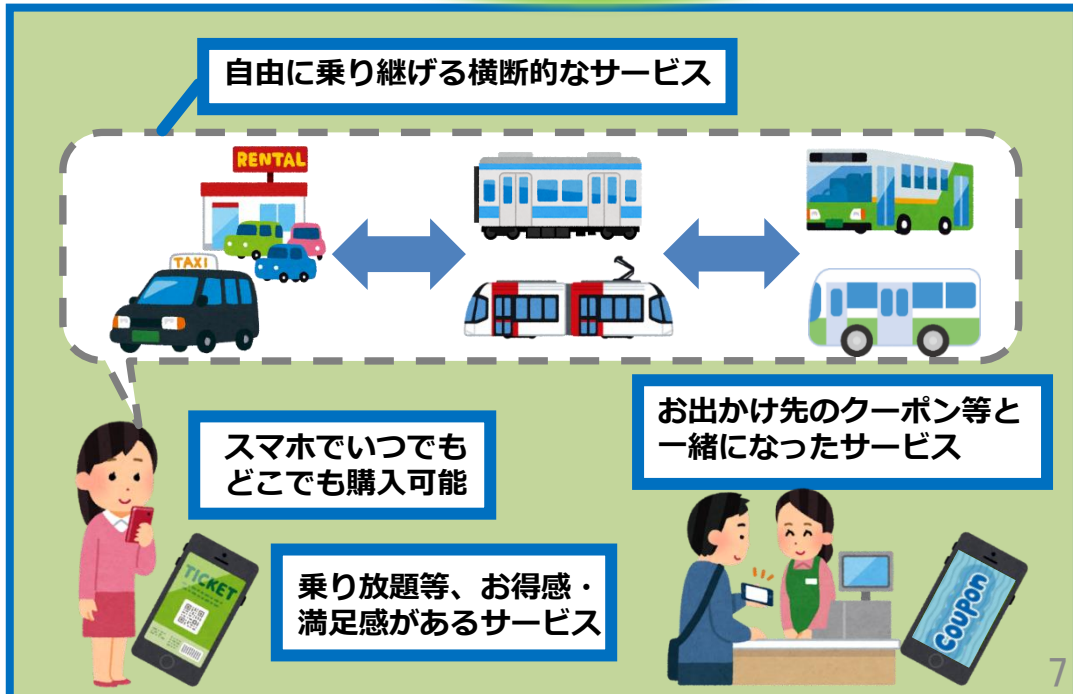 自由に乗り継げる横断的なサービス
RENTAL
TAXI
スマホでいつでも
どこでも購入可能
お出かけ先のクーポン等と
一緒になったサービス
TICKET
乗り放題等、お得感・
満足感があるサービス
Coupon
7